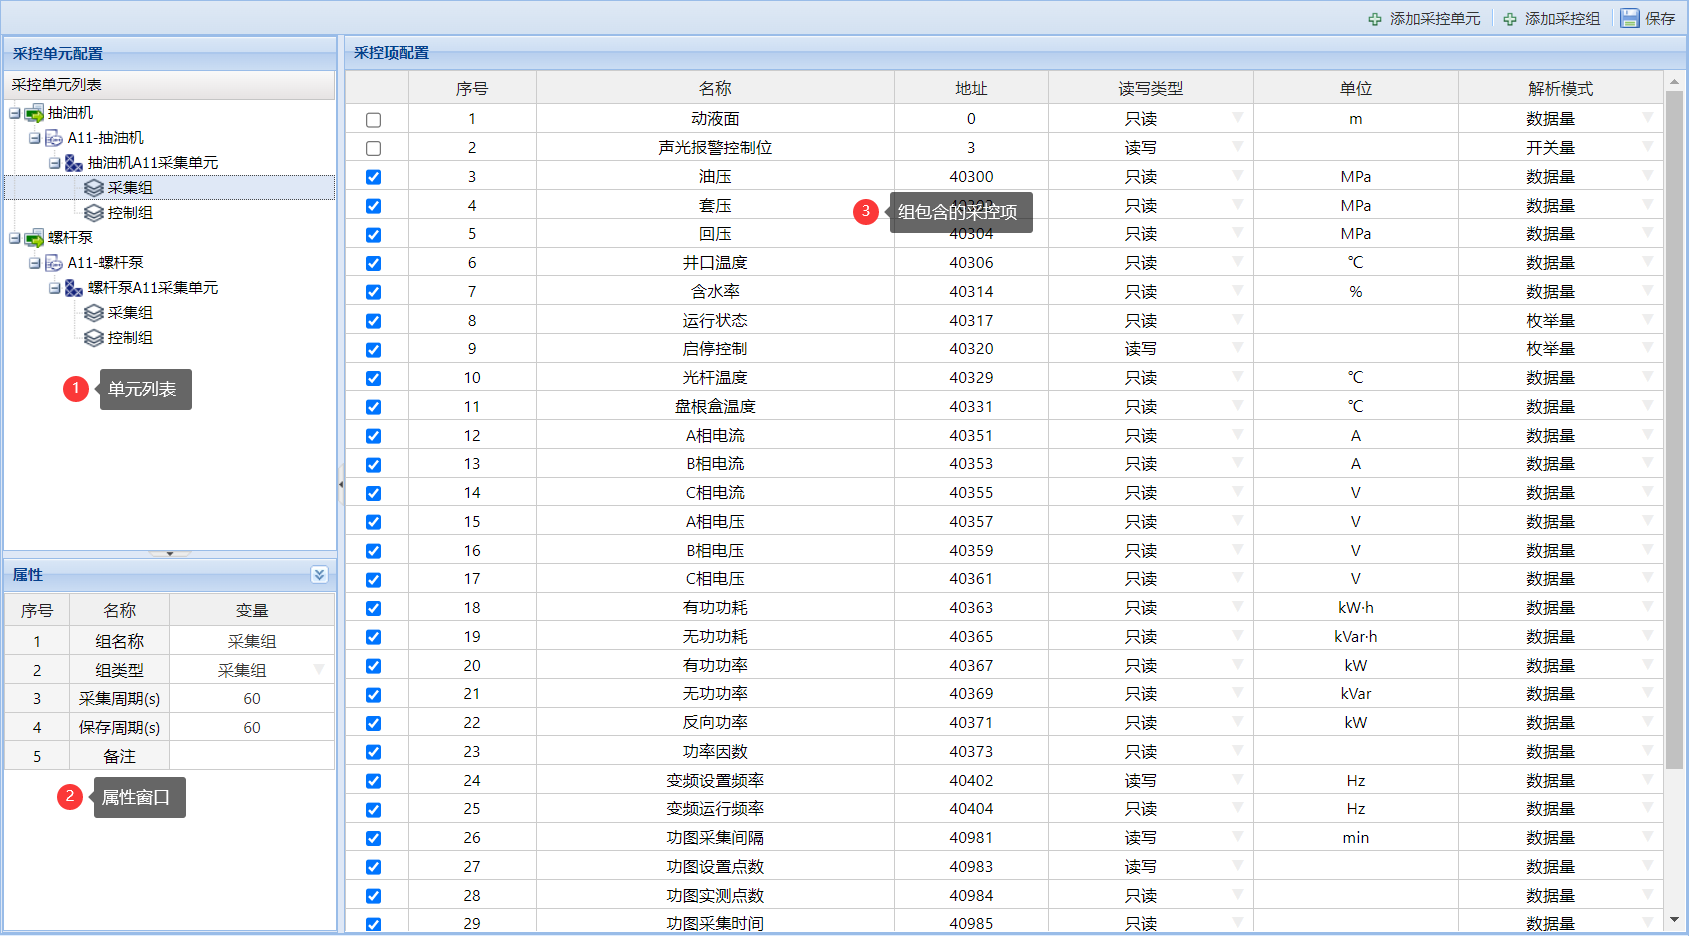 添加采控单元 添加采控组 保存
采控单元配置
采控单元列表
抽油机
A11-抽油机
抽油机A11采集单元
采集组
控制组
螺杆泵
A11-螺杆泵
螺杆泵A11采集单元
采集组
控制组
1 单元列表
属性
序号 名称 变量
1 组名称 采集组
2 组类型 采集组
3 采集周期(s) 60
4 保存周期(s) 60
5 备注
2 属性窗口
采控项配置
序号 名称 地址 读写类型 单位 解析模式
1 动液面 0 只读 m 数据量
2 声光报警控制位 3 读写 开关量
3 油压 40300 只读 MPa 数据量
4 套压 只读 MPa 数据量
3 组包含的采控项
5 回压 40304 只读 MPa 数据量
6 井口温度 40306 只读 ℃ 数据量
7 含水率 40314 只读 % 数据量
8 运行状态 40317 只读 枚举量
9 启停控制 40320 读写 枚举量
10 光杆温度 40329 只读 ℃ 数据量
11 盘根盒温度 40331 只读 ℃ 数据量
12 A相电流 40351 只读 A 数据量
13 B相电流 40353 只读 A 数据量
14 C相电流 40355 只读 V 数据量
15 A相电压 40357 只读 V 数据量
16 B相电压 40359 只读 V 数据量
17 C相电压 40361 只读 V 数据量
18 有功功耗 40363 只读 kW·h 数据量
19 无功功耗 40365 只读 kVar·h 数据量
20 有功功率 40367 只读 kW 数据量
21 无功功率 40369 只读 kVar 数据量
22 反向功率 40371 只读 kW 数据量
23 功率因数 40373 只读 数据量
24 变频设置频率 40402 读写 Hz 数据量
25 变频运行频率 40404 只读 Hz 数据量
26 功图采集间隔 40981 读写 min 数据量
27 功图设置点数 40983 读写 数据量
28 功图实测点数 40984 只读 数据量
29 功图采集时间 40985 只读 数据量